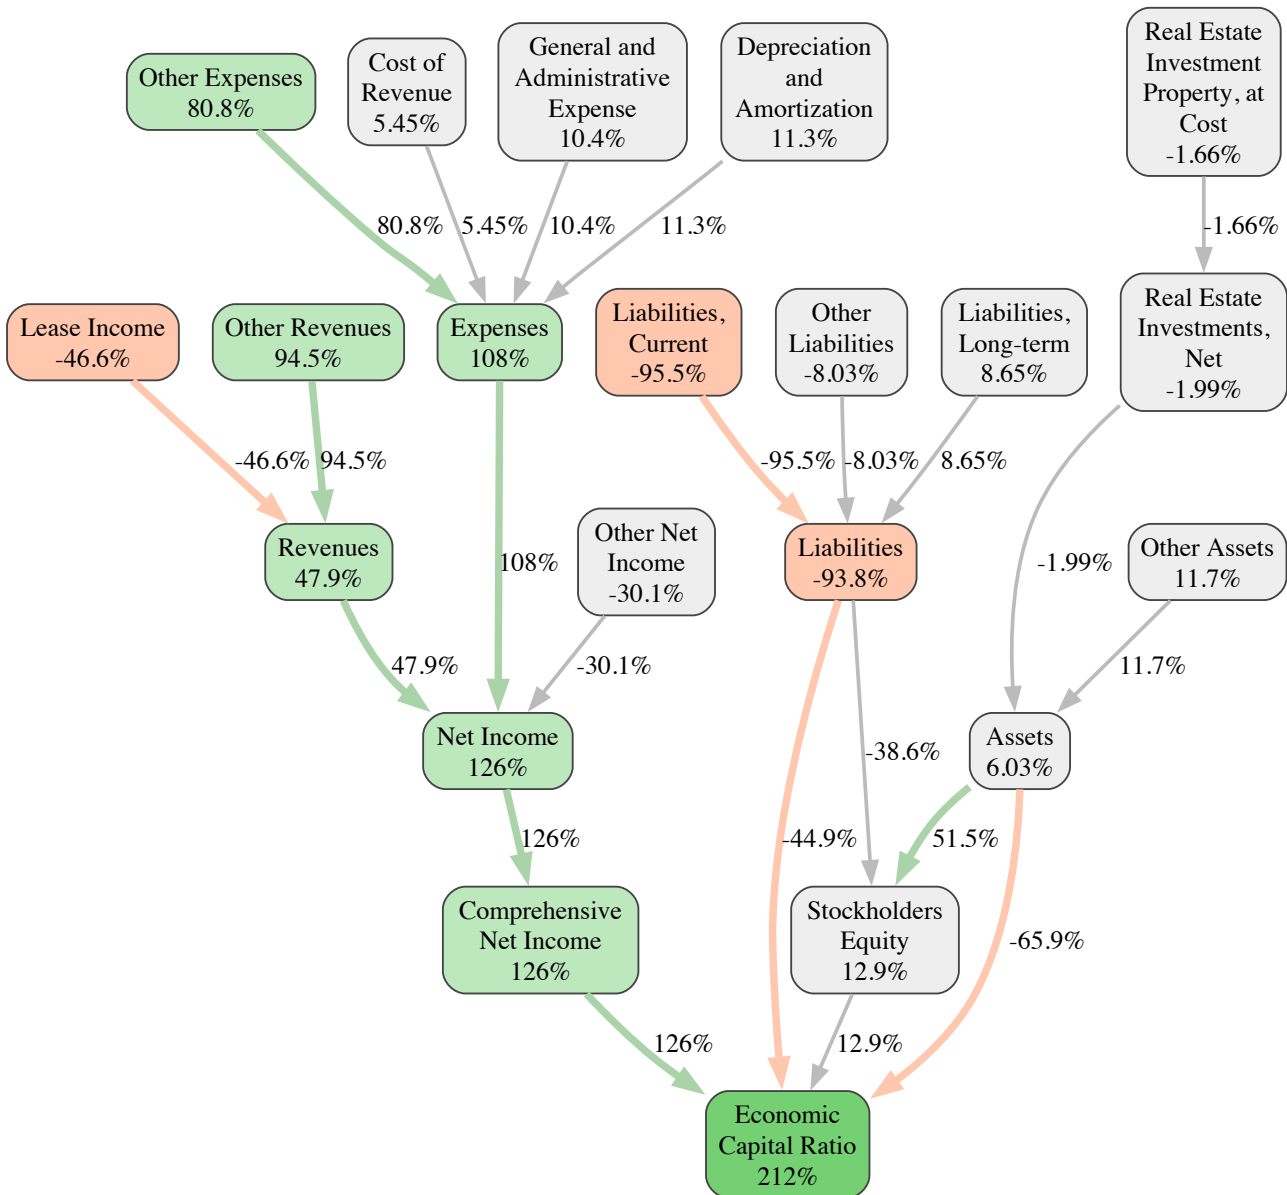 Other Expenses
80.8%
Cost of
Revenue
5.45%
General and
Administrative
Expense
10.4%
Depreciation
and
Amortization
11.3%
Real Estate
Investment
Property, at
Cost
-1.66%
80.8%
5.45%
10.4%
11.3%
-1.66%
Lease Income
-46.6%
Other Revenues
94.5%
Expenses
108%
Liabilities,
Current
-95.5%
Other
Liabilities
-8.03%
Liabilities,
Long-term
8.65%
Real Estate
Investments,
Net
-1.99%
-46.6%
94.5%
-95.5%
-8.03%
8.65%
Revenues
47.9%
108%
Other Net
Income
-30.1%
Liabilities
-93.8%
-1.99%
Other Assets
11.7%
47.9%
-30.1%
11.7%
Net Income
126%
-38.6%
Assets
6.03%
126%
-44.9%
51.5%
Comprehensive
Net Income
126%
Stockholders
Equity
12.9%
-65.9%
126%
12.9%
Economic
Capital Ratio
212%